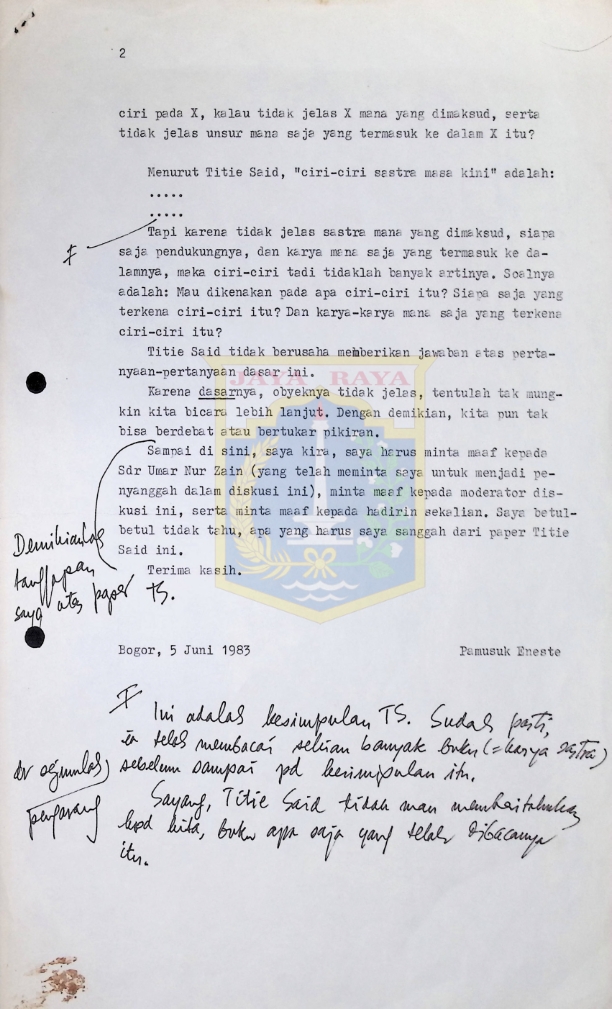 2
ciri pada X, kalau tidak jelas X mana yang dimaksud, serta
tidak jelas unsur mana saja yang termasuk ke dalam X itu?
Menurut Titie Said, "ciri-ciri sastra masa kini" adalah:
.....
.....
Tapi karena tidak jelas sastra mana yang dimaksud, siapa
saja pendukungnya, dan karya mana saja yang termasuk ke da-
lamnya, maka ciri-ciri tadi tidaklah banyak artinya. Soalnya
adalah: Mau dikenakan pada apa ciri-ciri itu? Siapa saja yang
terkena ciri-ciri itu? Dan karya-karya mana saja yang terkena
ciri-ciri itu?
Titie Said tidak berusaha memberikan jawaban atas perta-
nyaan-pertanyaan dasar ini.
JAYA RAYA
Karena dasarnya, obyeknya tidak jelas, tentulah tak mung-
kin kita bicara lebih lanjut. Dengan demikian, kita pun tak
bisa berdebat atau bertukar pikiran.
Sampai di sini, saya kira, saya harus minta maaf kepada
Sdr Umar Nur Zain (yang telah meminta saya untuk menjadi pe-
nyanggah dalam diskusi ini), minta maaf kepada moderator dis-
kusi ini, serta minta maaf kepada hadirin sekalian. Saya betul-
betul tidak tahu, apa yang harus saya sanggah dari paper Titie
Said ini.
Terima kasih.
Demikianlah
tanggapan
saya atas paper TS.
Bogor, 5 Juni 1983 Pamusuk Eneste
Ini adalah kesimpulan TS. Sudah pasti,
ia telah membacai sekian banyak buku (= karya sastra)
dr sejumlah
pengarang
sebelum sampai pd kesimpulan itu.
Sayang, Titie Said tidak mau memberitahukan
kpd kita, buku apa saja yang telah dibacanya
itu.